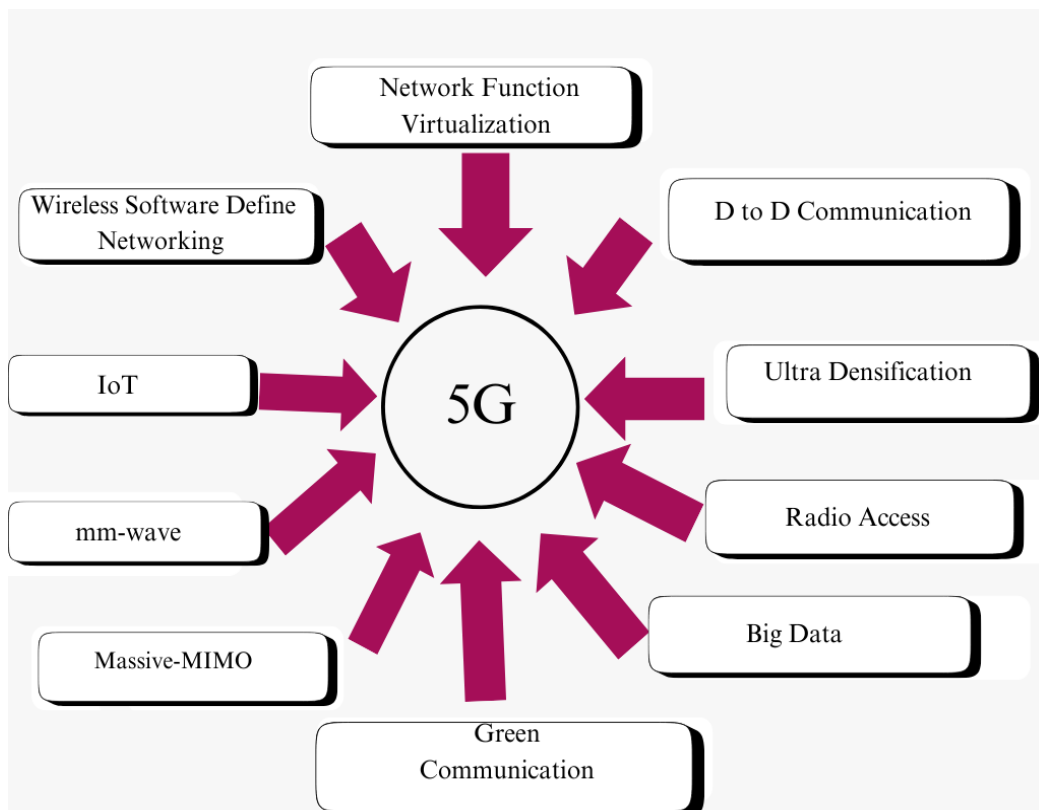 Network Function
Virtualization
Wireless Software Define
Networking
D to D Communication
IoT
5G
Ultra Densification
mm-wave
Radio Access
Massive-MIMO
Big Data
Green
Communication